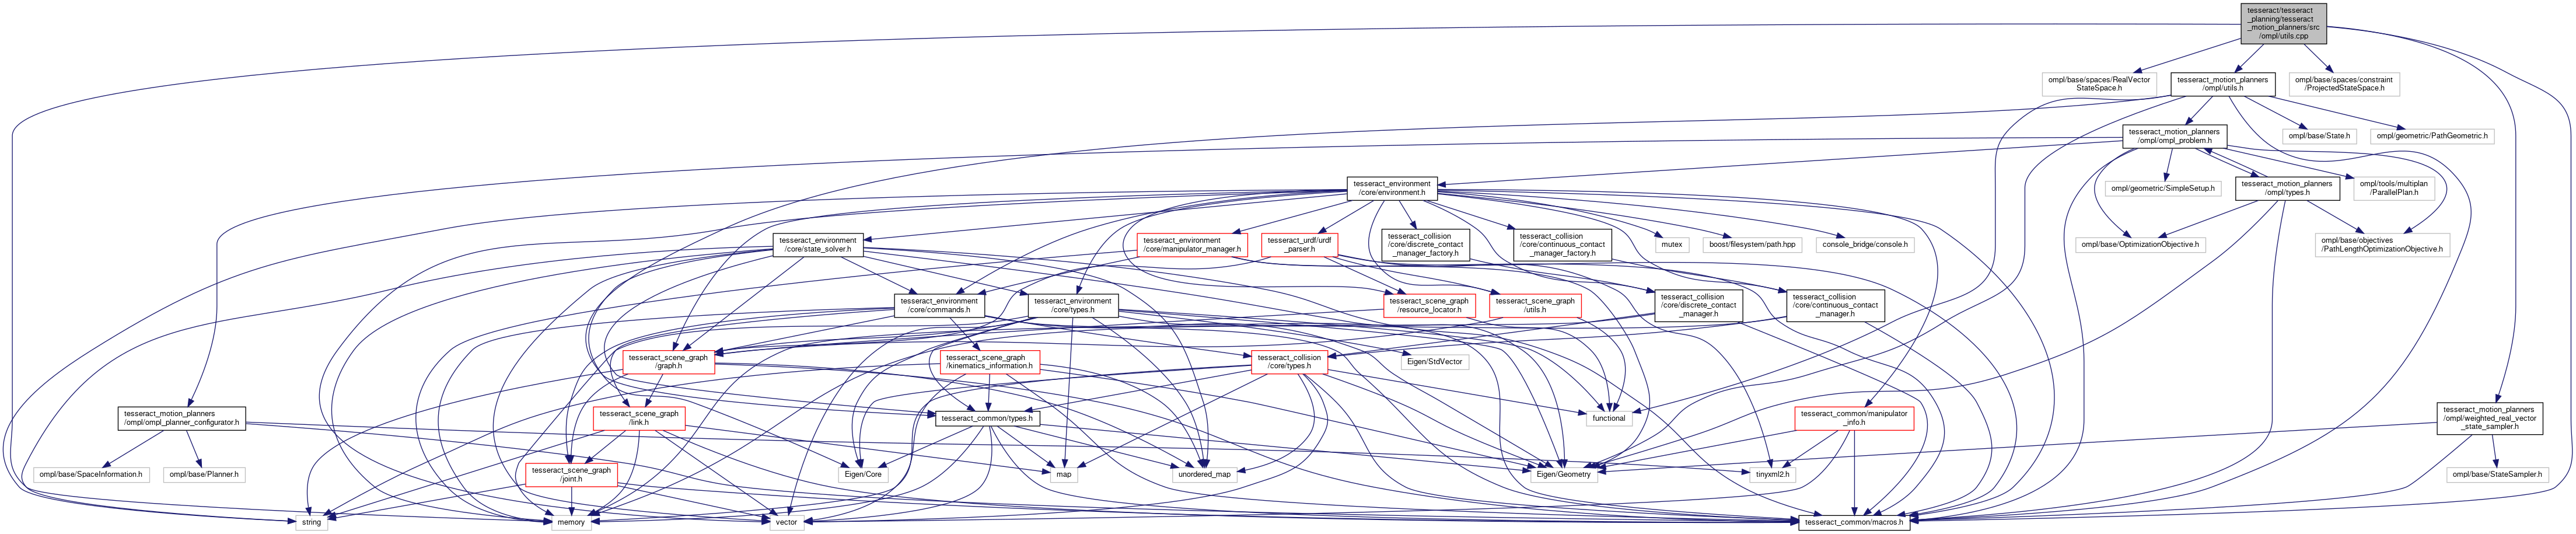 tesseract/tesseract
_planning/tesseract
_motion_planners/src
/ompl/utils.cpp
ompl/base/spaces/RealVector
StateSpace.h
tesseract_motion_planners
/ompl/utils.h
ompl/base/spaces/constraint
/ProjectedStateSpace.h
tesseract_motion_planners
/ompl/ompl_problem.h
ompl/base/State.h
ompl/geometric/PathGeometric.h
tesseract_environment
/core/environment.h
ompl/geometric/SimpleSetup.h
tesseract_motion_planners
/ompl/types.h
ompl/tools/multiplan
/ParallelPlan.h
tesseract_environment
/core/state_solver.h
tesseract_environment
/core/manipulator_manager.h
tesseract_urdf/urdf
_parser.h
tesseract_collision
/core/discrete_contact
_manager_factory.h
tesseract_collision
/core/continuous_contact
_manager_factory.h
mutex
boost/filesystem/path.hpp
console_bridge/console.h
ompl/base/OptimizationObjective.h
ompl/base/objectives
/PathLengthOptimizationObjective.h
tesseract_environment
/core/commands.h
tesseract_environment
/core/types.h
tesseract_scene_graph
/resource_locator.h
tesseract_scene_graph
/utils.h
tesseract_collision
/core/discrete_contact
_manager.h
tesseract_collision
/core/continuous_contact
_manager.h
tesseract_scene_graph
/graph.h
tesseract_scene_graph
/kinematics_information.h
tesseract_collision
/core/types.h
Eigen/StdVector
tesseract_motion_planners
/ompl/ompl_planner_configurator.h
tesseract_scene_graph
/link.h
tesseract_common/types.h
functional
tesseract_common/manipulator
_info.h
tesseract_motion_planners
/ompl/weighted_real_vector
_state_sampler.h
ompl/base/SpaceInformation.h
ompl/base/Planner.h
tesseract_scene_graph
/joint.h
Eigen/Core
map
unordered_map
Eigen/Geometry
tinyxml2.h
ompl/base/StateSampler.h
string
memory
vector
tesseract_common/macros.h